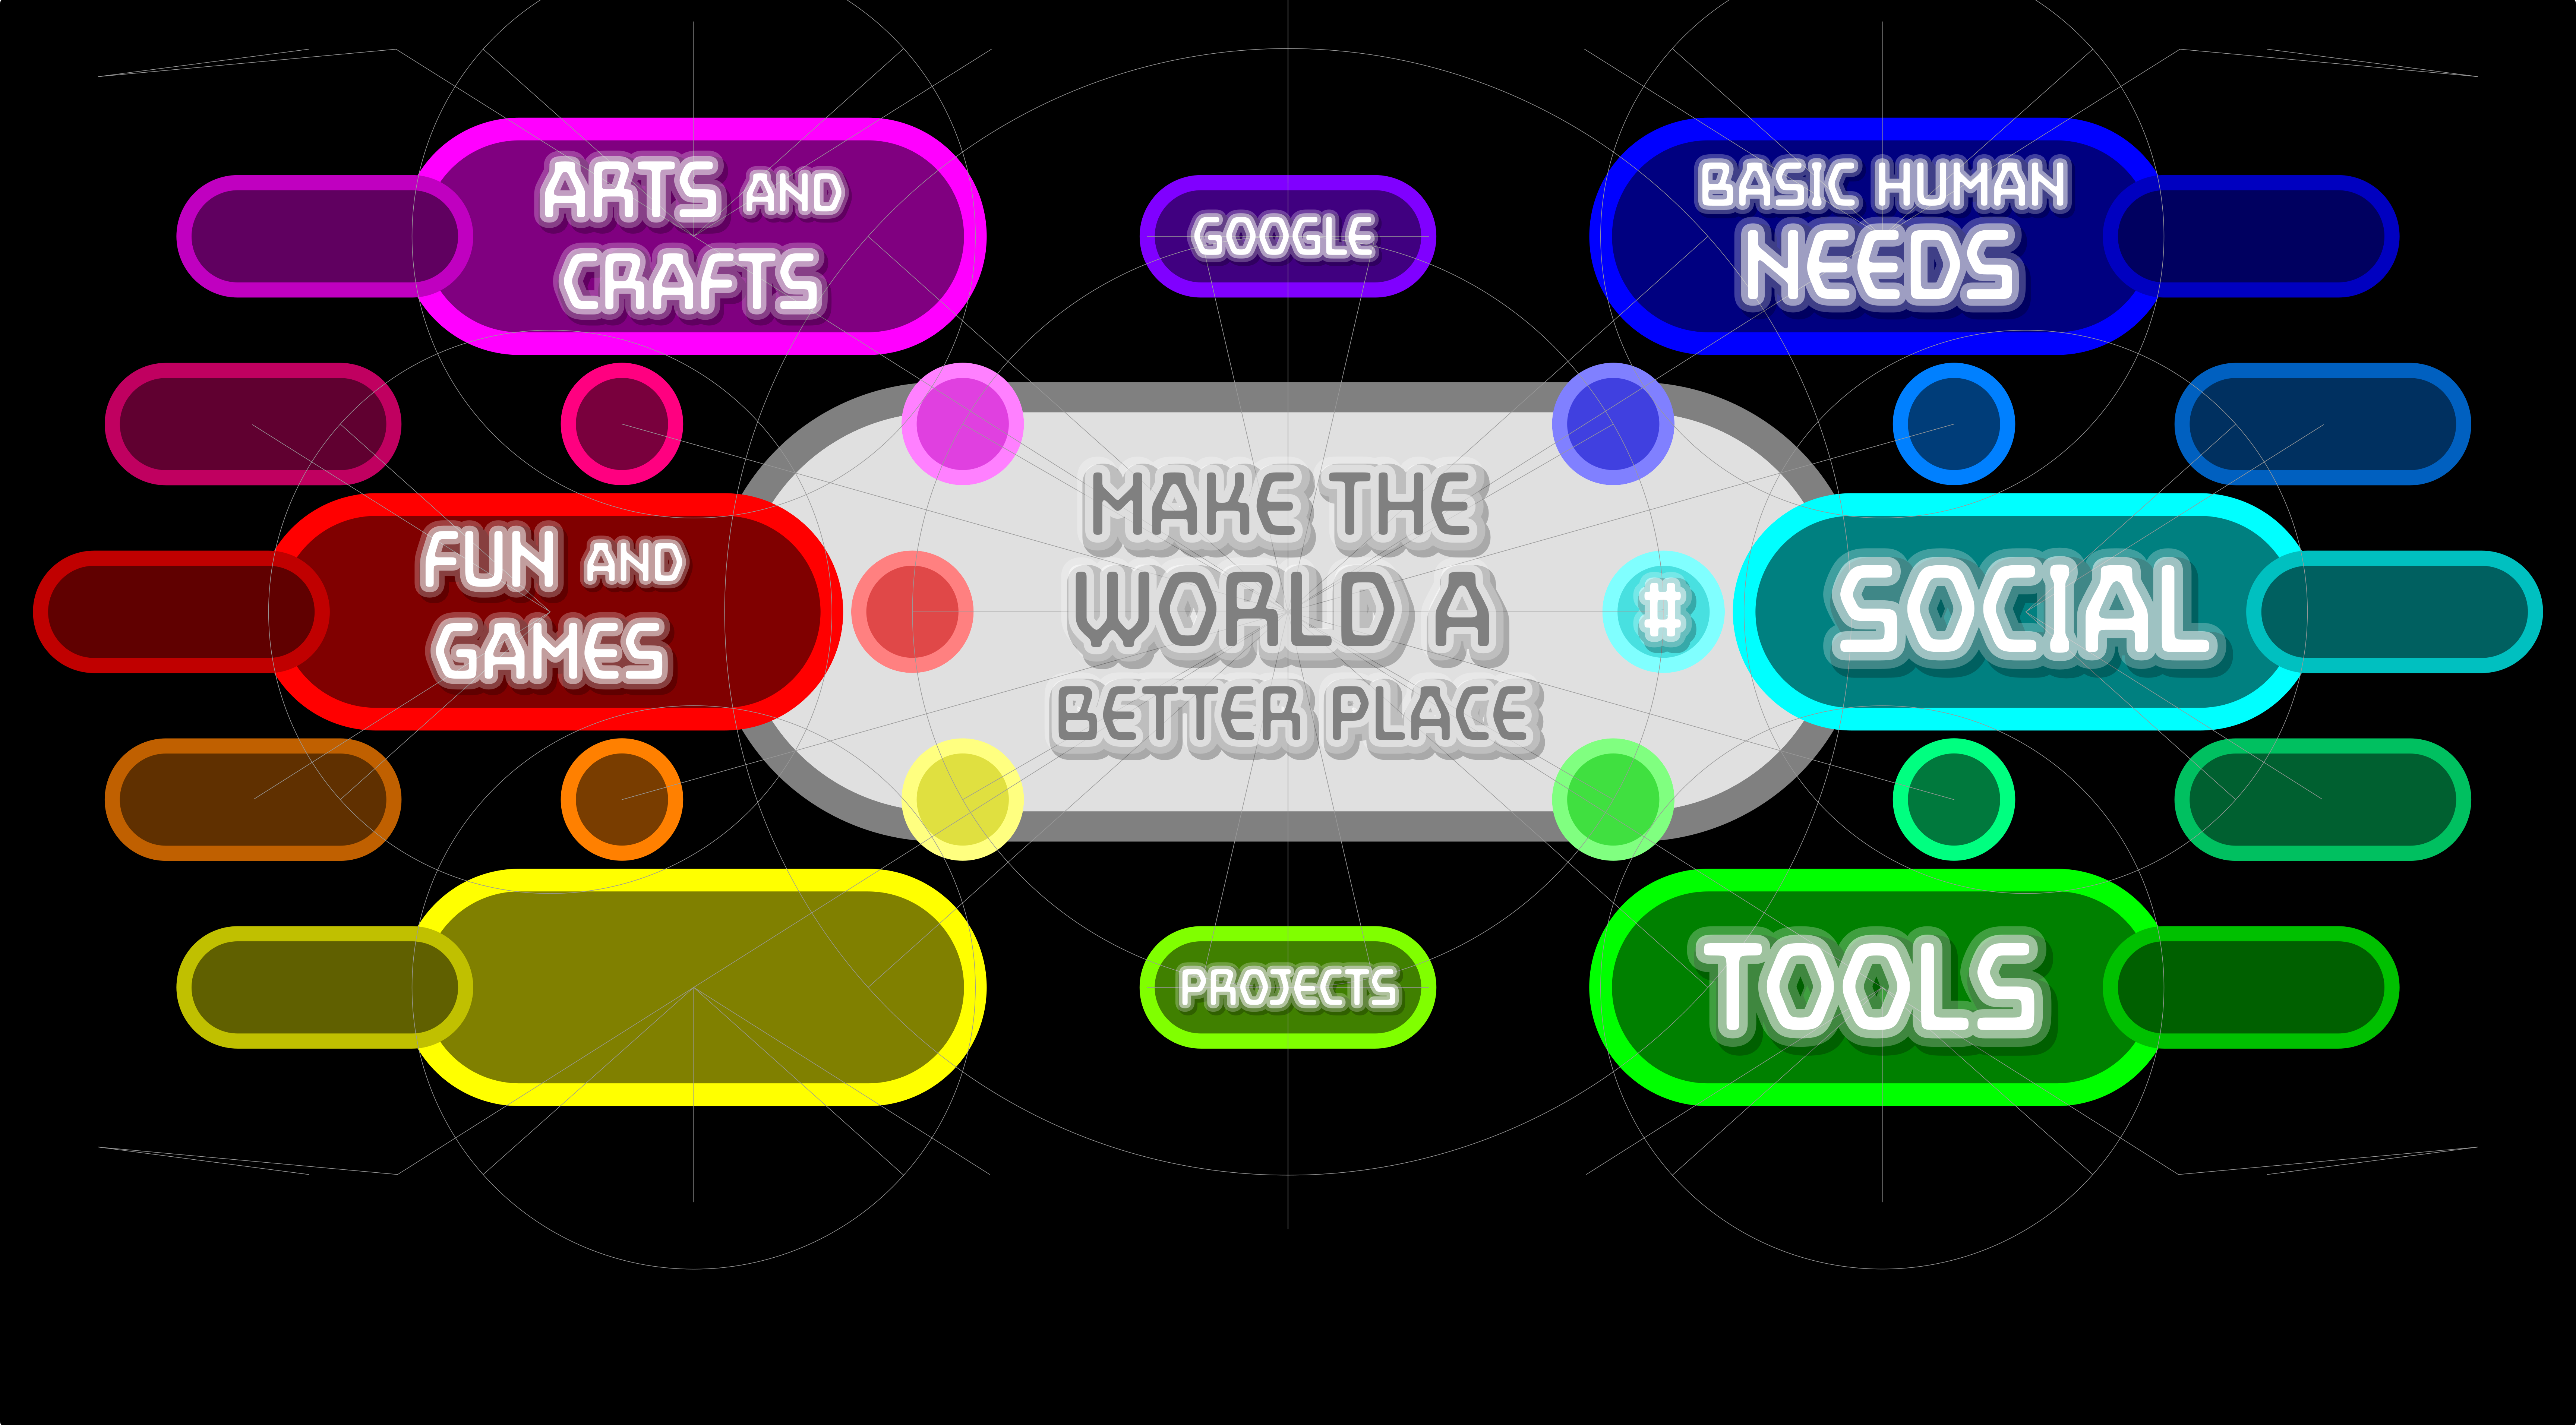 ARTS AND
CRAFTS
GOOGLE
BASIC HUMAN
NEEDS
FUN AND
GAMES
MAKE THE
WORLD A
BETTER PLACE
#
SOCIAL
PROJECTS
TOOLS